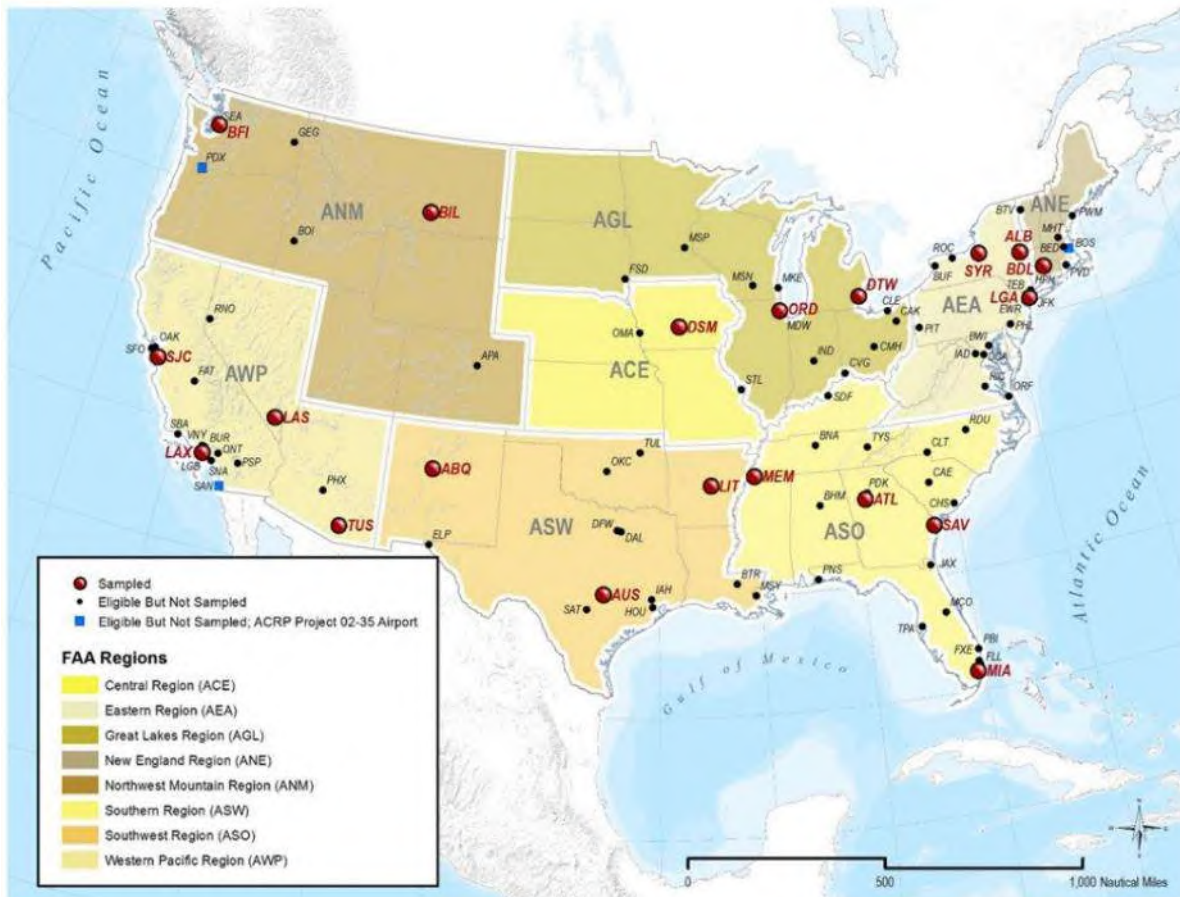 Pacific Ocean
SEA
BFI
GEG
PDX
ANM
BIL
BOI
AGL
MSP
FSD
MSN
MKE
DTW
ORD
MDW
BTV
ANE
PWM
MHT
ALB
BED
BOS
ROC
BUF
SYR
BDL
PVD
HPN
TEB
LGA
JFK
EWR
PHL
AEA
CLE
CAK
PIT
BWI
IAD
DCA
RIC
ORF
CMH
IND
CVG
SDF
STL
DSM
OMA
ACE
RNO
OAK
SFO
SJC
AWP
FAT
APA
LAS
SBA
VNY
BUR
LAX
ONT
LGB
SNA
PSP
SAN
PHX
TUS
ABQ
TUL
OKC
LIT
MEM
ASW
DFW
DAL
ELP
AUS
SAT
IAH
HOU
BTR
MSY
BNA
TYS
RDU
CLT
CAE
PDK
ATL
BHM
CHS
SAV
ASO
JAX
PNS
MCO
TPA
PBI
FXE
FLL
MIA
Atlantic Ocean
Gulf of Mexico
Sampled
Eligible But Not Sampled
Eligible But Not Sampled; ACRP Project 02-35 Airport
FAA Regions
Central Region (ACE)
Eastern Region (AEA)
Great Lakes Region (AGL)
New England Region (ANE)
Northwest Mountain Region (ANM)
Southern Region (ASW)
Southwest Region (ASO)
Western Pacific Region (AWP)
0 500 1,000 Nautical Miles